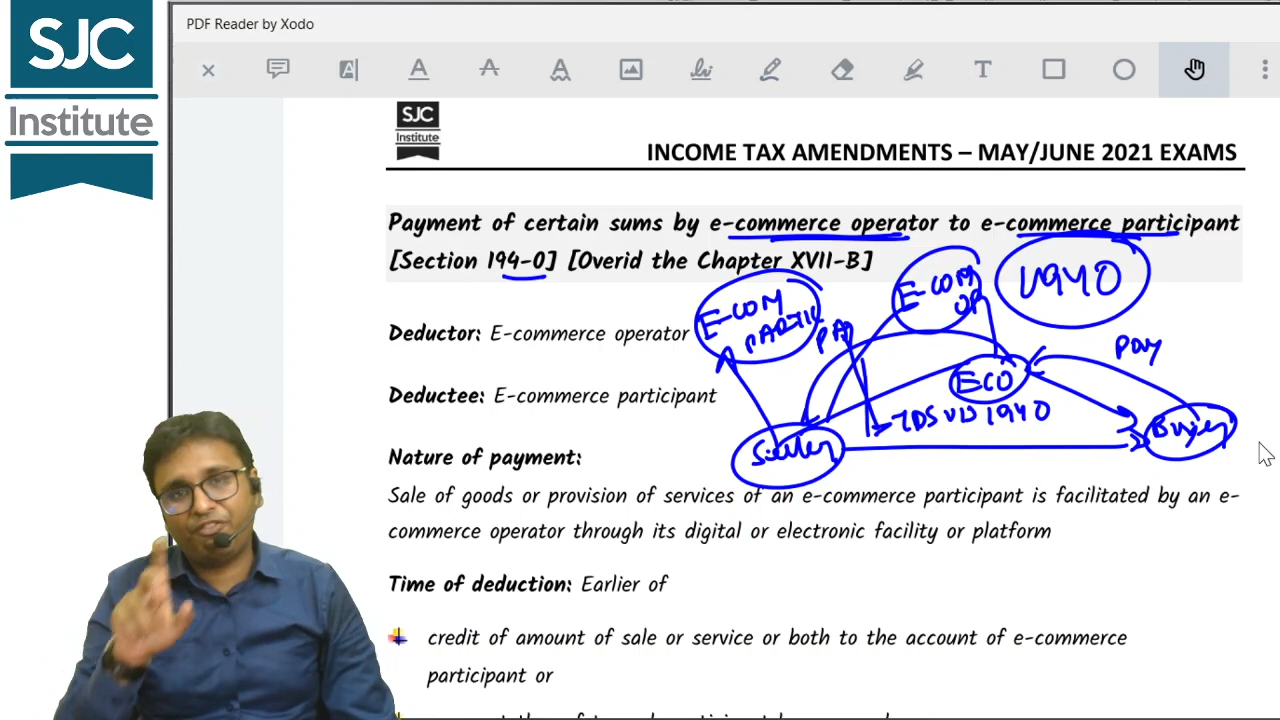 SJC
Institute
PDF Reader by Xodo
SJC
Institute
INCOME TAX AMENDMENTS – MAY/JUNE 2021 EXAMS
Payment of certain sums by e-commerce operator to e-commerce participant
[Section 194-O] [Overid the Chapter XVII-B]
E-COM
PARTIC
E-COM
OP
U194O
Deductor: E-commerce operator
PAY
Pay
ECO
Deductee: E-commerce participant
TDS U/S 194O
Seller
Buyer
Nature of payment:
Sale of goods or provision of services of an e-commerce participant is facilitated by an e-
commerce operator through its digital or electronic facility or platform
Time of deduction: Earlier of
credit of amount of sale or service or both to the account of e-commerce
participant or